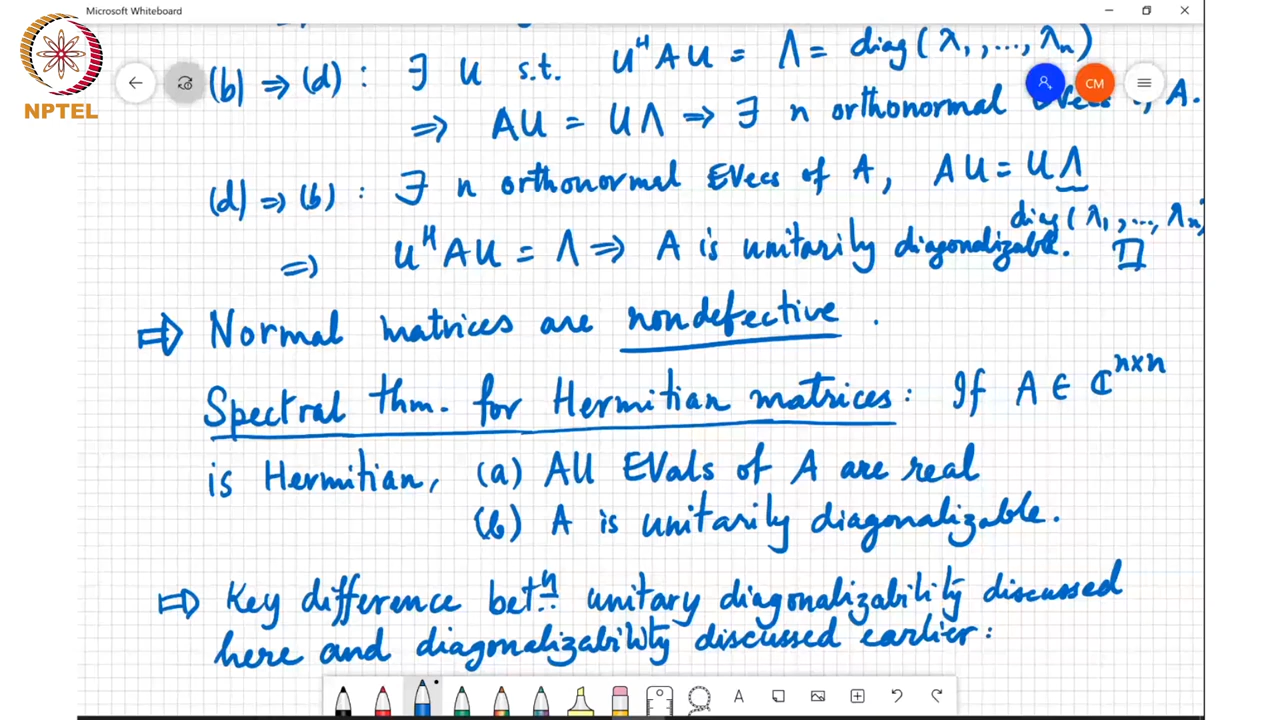 Microsoft Whiteboard
NPTEL
CM
(b) ⇒ (d) : ∃ U s.t. U^H A U = Λ = diag(λ₁, ..., λₙ)
⇒ AU = UΛ ⇒ ∃ n orthonormal A.
(d) ⇒ (b) : ∃ n orthonormal EVecs of A, AU = UΛ
diag(λ₁, ..., λₙ
⇒ U^H A U = Λ ⇒ A is unitarily diagonalizable. □
⇒ Normal matrices are nondefective.
Spectral thm. for Hermitian matrices: If A ∈ ℂ^{n×n}
is Hermitian, (a) All EVals of A are real
(b) A is unitarily diagonalizable.
⇒ Key difference betⁿ unitary diagonalizability discussed
here and diagonalizability discussed earlier: